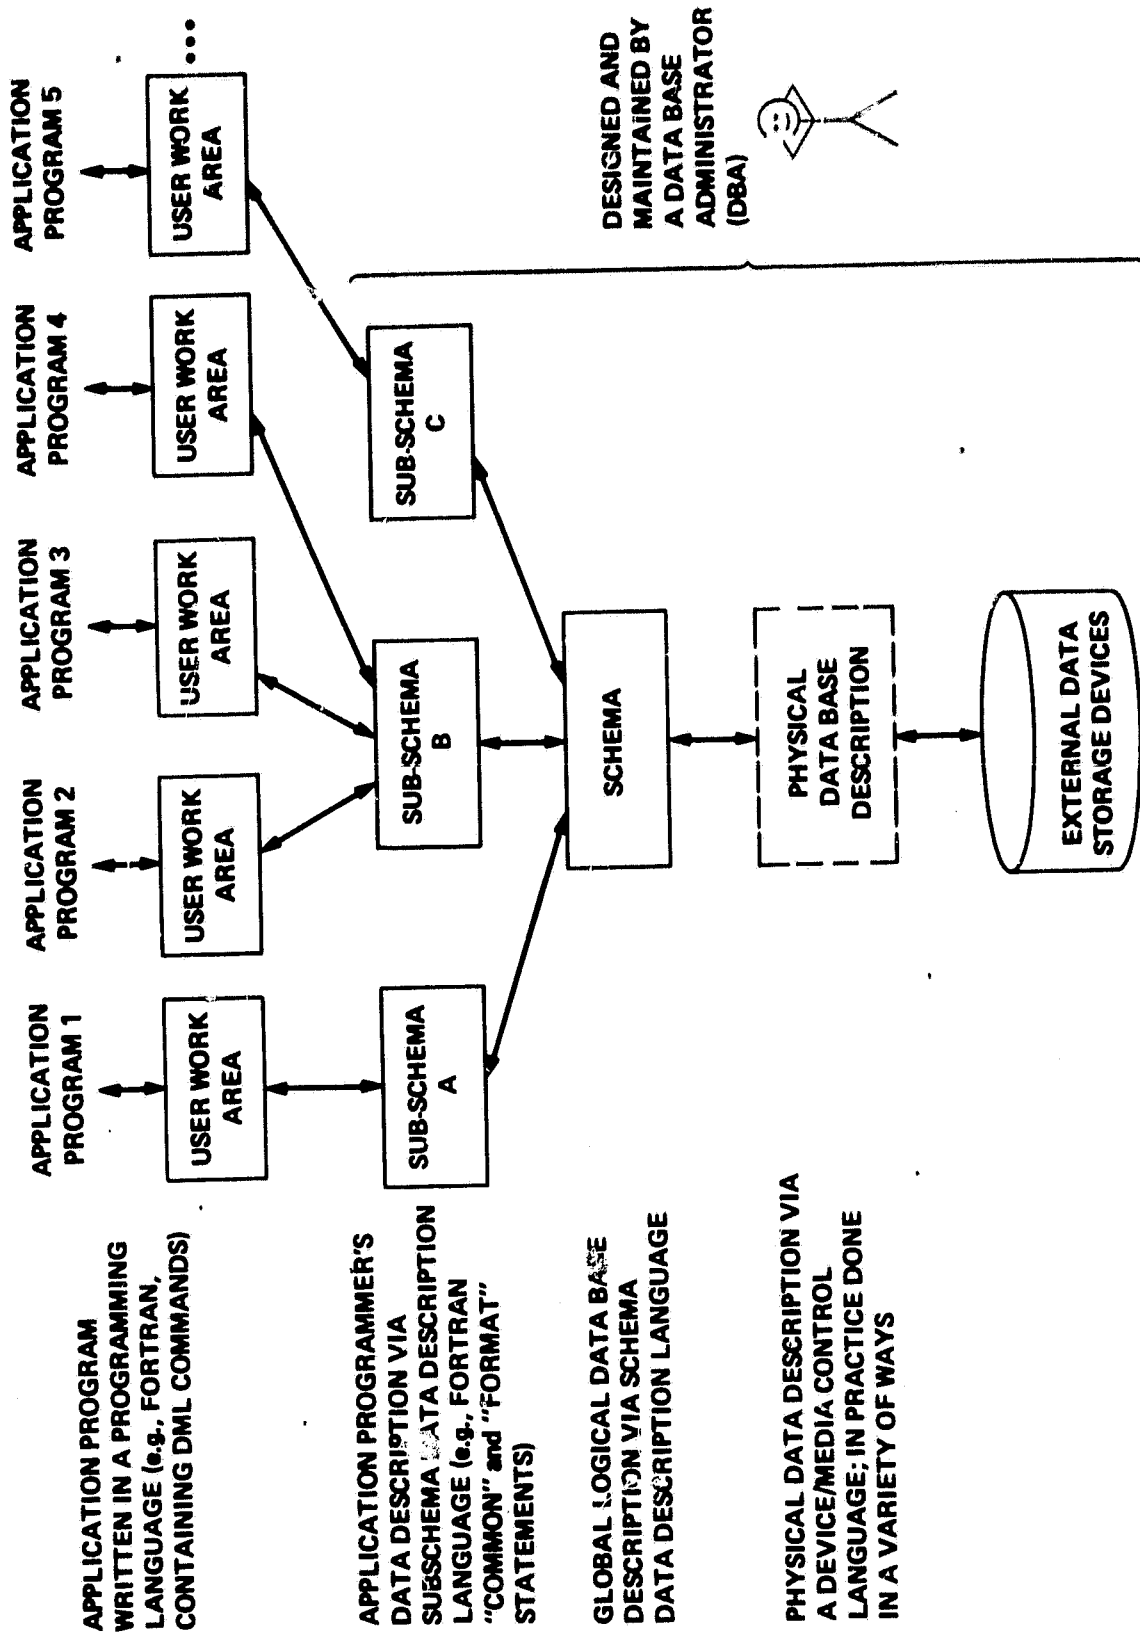 APPLICATION PROGRAM
WRITTEN IN A PROGRAMMING
LANGUAGE (e.g., FORTRAN,
CONTAINING DML COMMANDS)
APPLICATION
PROGRAM 1
APPLICATION
PROGRAM 2
APPLICATION
PROGRAM 3
APPLICATION
PROGRAM 4
APPLICATION
PROGRAM 5
USER WORK
AREA
USER WORK
AREA
USER WORK
AREA
USER WORK
AREA
USER WORK
AREA
•••
APPLICATION PROGRAMMER'S
DATA DESCRIPTION VIA
SUBSCHEMA DATA DESCRIPTION
LANGUAGE (e.g., FORTRAN
"COMMON" and "FORMAT"
STATEMENTS)
SUB-SCHEMA
A
SUB-SCHEMA
B
SUB-SCHEMA
C
GLOBAL LOGICAL DATA BASE
DESCRIPTION VIA SCHEMA
DATA DESCRIPTION LANGUAGE
SCHEMA
DESIGNED AND
MAINTAINED BY
A DATA BASE
ADMINISTRATOR
(DBA)
PHYSICAL DATA DESCRIPTION VIA
A DEVICE/MEDIA CONTROL
LANGUAGE; IN PRACTICE DONE
IN A VARIETY OF WAYS
PHYSICAL
DATA BASE
DESCRIPTION
EXTERNAL DATA
STORAGE DEVICES